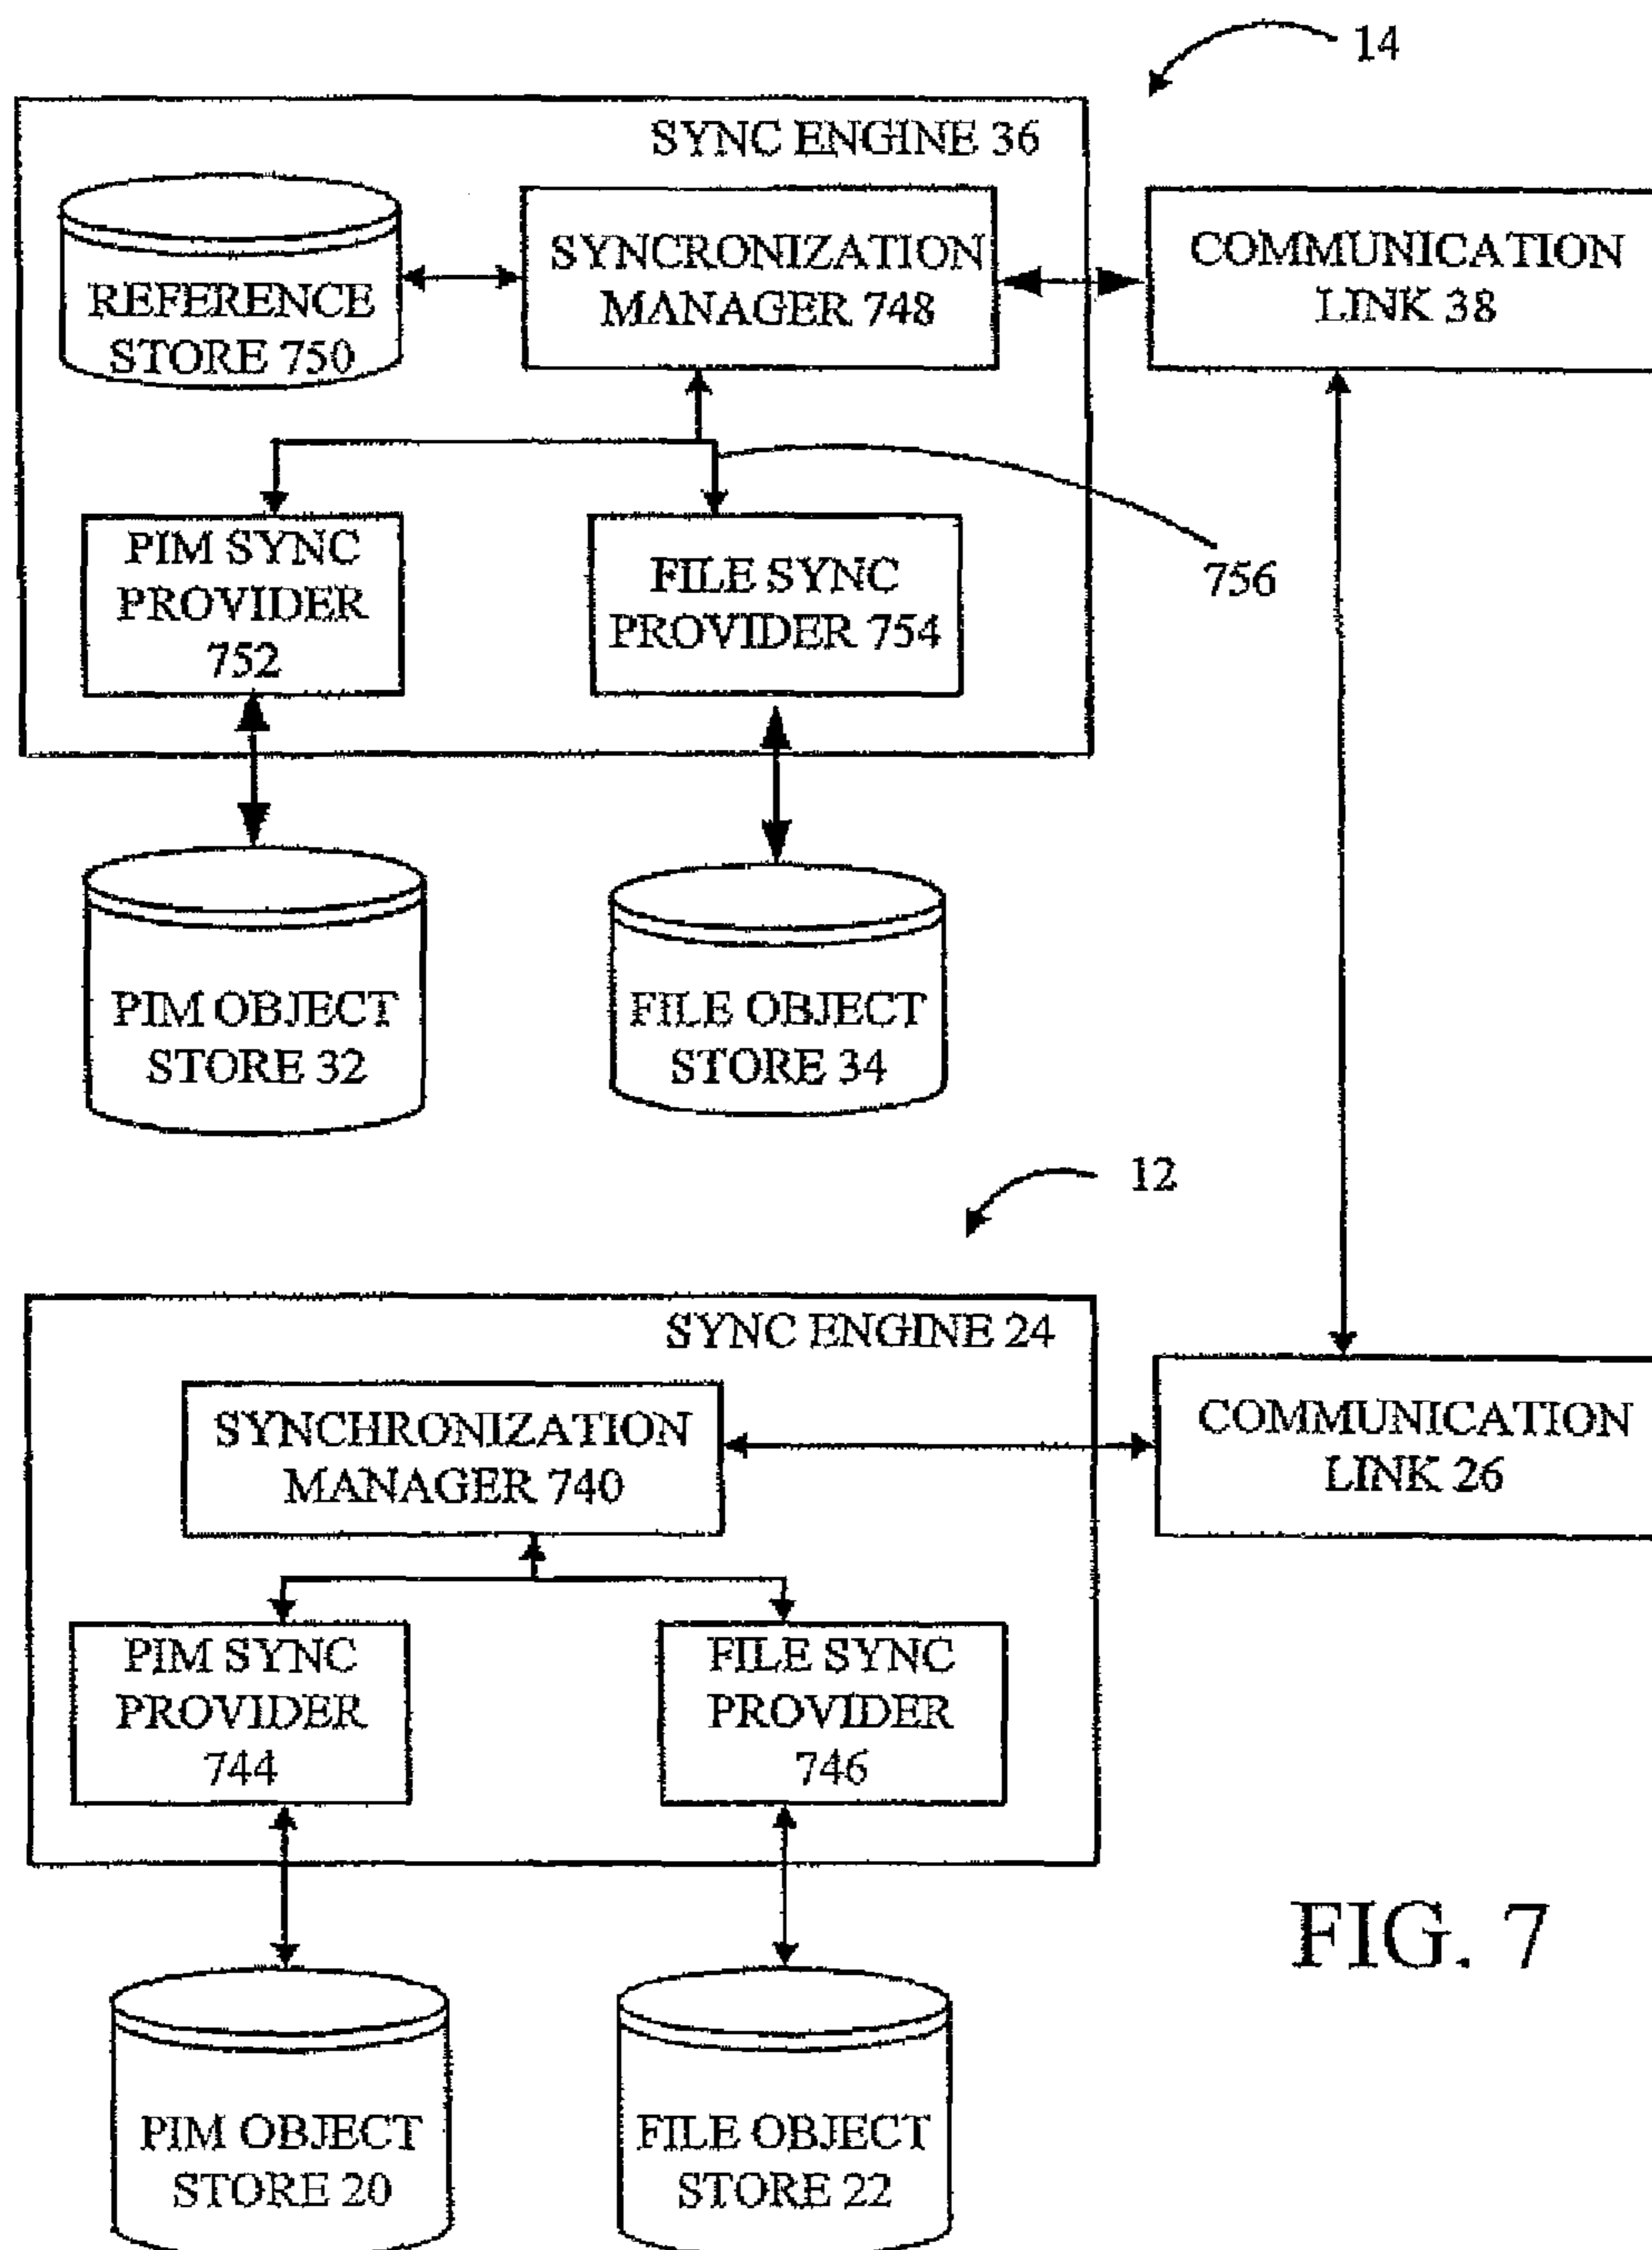 14
SYNC ENGINE 36
REFERENCE
STORE 750
SYNCRONIZATION
MANAGER 748
COMMUNICATION
LINK 38
PIM SYNC
PROVIDER
752
FILE SYNC
PROVIDER 754
756
PIM OBJECT
STORE 32
FILE OBJECT
STORE 34
12
SYNC ENGINE 24
SYNCHRONIZATION
MANAGER 740
COMMUNICATION
LINK 26
PIM SYNC
PROVIDER
744
FILE SYNC
PROVIDER
746
FIG. 7
PIM OBJECT
STORE 20
FILE OBJECT
STORE 22